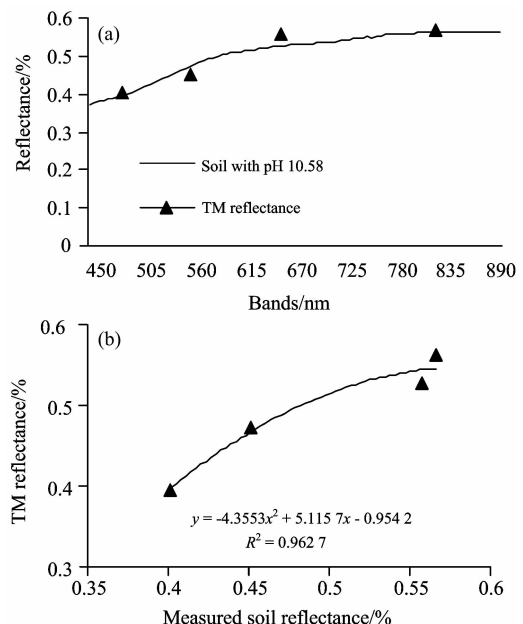 (a)
Reflectance/%
0.6
0.5
0.4
0.3
0.2
0.1
0
Soil with pH 10.58
TM reflectance
450 505 560 615 670 725 780 835 890
Bands/nm
(b)
TM reflectance/%
0.6
0.5
0.4
0.3
y = -4.3553x² + 5.115 7x - 0.954 2
R² = 0.962 7
0.35 0.4 0.45 0.5 0.55 0.6
Measured soil reflectance/%